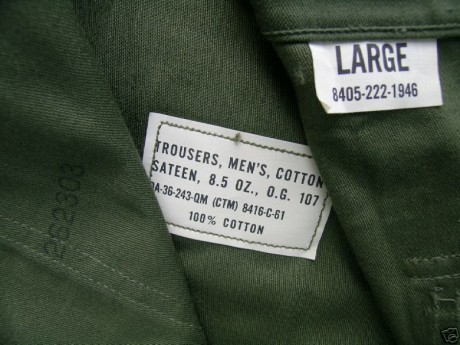 LARGE
8405-222-1946
TROUSERS, MEN'S, COTTON
SATEEN, 8.5 OZ., O.G. 107
DA-36-243-QM (CTM) 8416-C-61
100% COTTON
262303